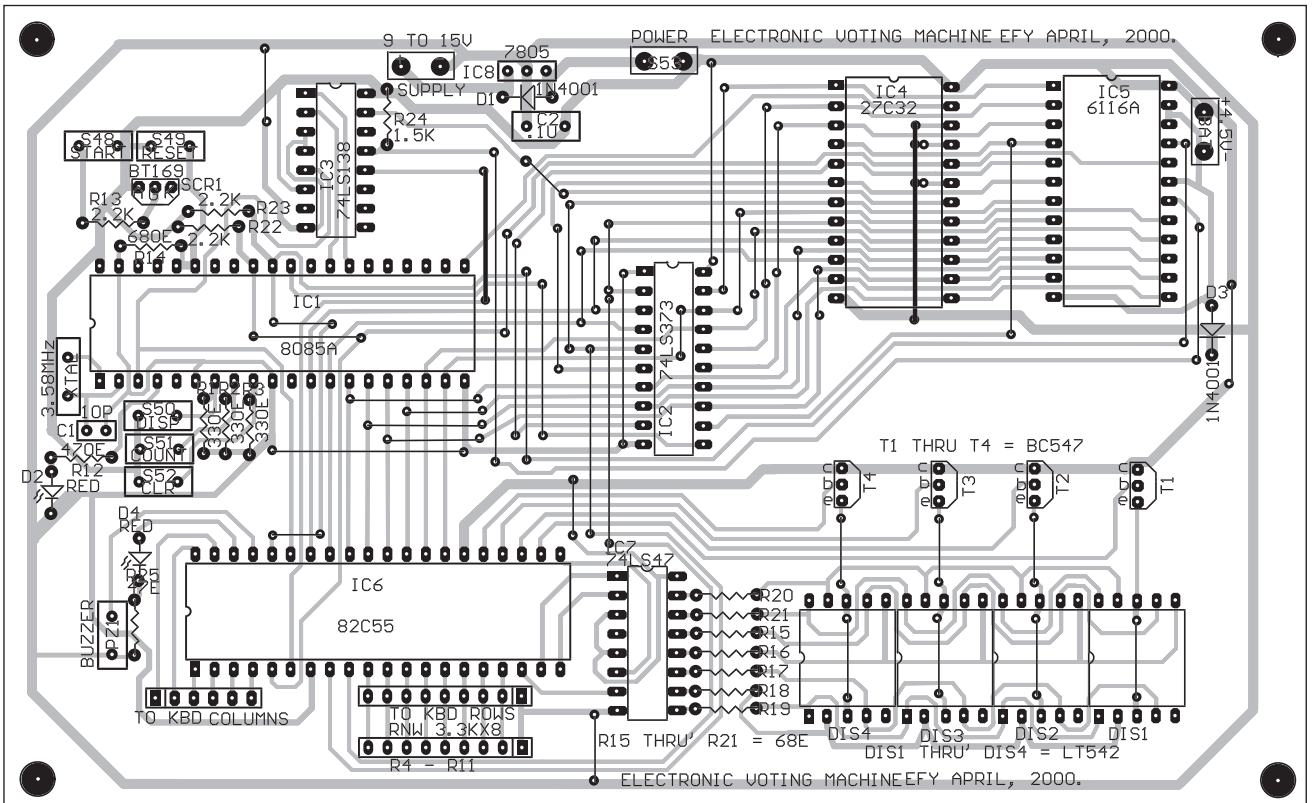 9 TO 15V
SUPPLY
7805
IC8
D1
1N4001
C2
.1U
POWER
S53
ELECTRONIC VOTING MACHINE EFY APRIL, 2000.
R24
1.5K
IC3
74LS138
IC4
27C32
IC5
6116A
+4.5V-
BAT
S48
START
S49
RESET
BT169
AGK
SCR1
R13
2.2K
R23
R22
2.2K
680E
R14
IC1
8085A
74LS373
IC2
D3
1N4001
3.58MHz
XTAL
10P
C1
S50
DISP
S51
COUNT
S52
CLR
R1
R2
R3
330E
330E
330E
470E
R12
D2
RED
T1 THRU T4 = BC547
c
b
e
T4
c
b
e
T3
c
b
e
T2
c
b
e
T1
D4
RED
BUZZER
PZ1
IC6
82C55
IC7
74LS47
R20
R21
R15
R16
R17
R18
R19
TO KBD COLUMNS
TO KBD ROWS
RNW 3.3KX8
R4 - R11
R15 THRU' R21 = 68E
DIS4
DIS3
DIS2
DIS1
DIS1 THRU' DIS4 = LT542
ELECTRONIC VOTING MACHINE EFY APRIL, 2000.